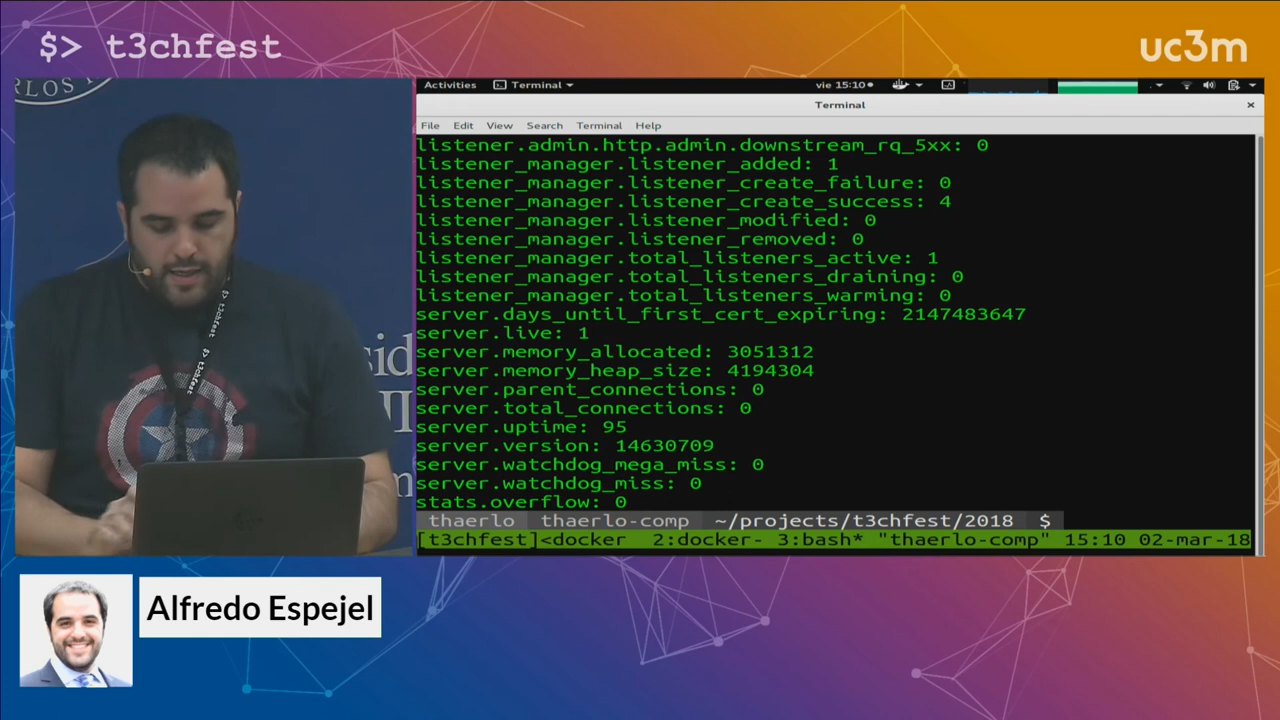 $> t3chfest
uc3m
RLOS
Activities Terminal vie 15:10
Terminal
File Edit View Search Terminal Help
listener.admin.http.admin.downstream_rq_5xx: 0
listener_manager.listener_added: 1
listener_manager.listener_create_failure: 0
listener_manager.listener_create_success: 4
listener_manager.listener_modified: 0
listener_manager.listener_removed: 0
listener_manager.total_listeners_active: 1
listener_manager.total_listeners_draining: 0
listener_manager.total_listeners_warming: 0
server.days_until_first_cert_expiring: 2147483647
server.live: 1
server.memory_allocated: 3051312
server.memory_heap_size: 4194304
server.parent_connections: 0
server.total_connections: 0
server.uptime: 95
server.version: 14630709
server.watchdog_mega_miss: 0
server.watchdog_miss: 0
stats.overflow: 0
thaerlo thaerlo-comp ~/projects/t3chfest/2018 $
[t3chfest]<docker 2:docker- 3:bash* "thaerlo-comp" 15:10 02-mar-18
t3chfest
t3chfest
sid
Alfredo Espejel